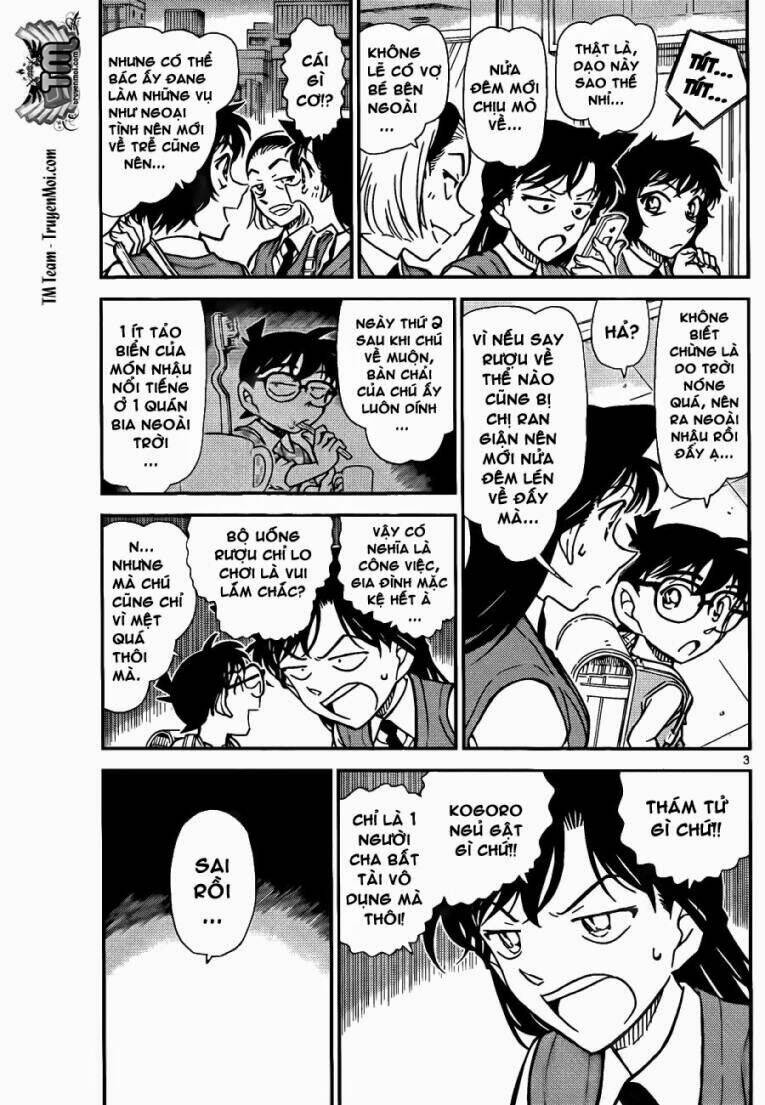 TÚT...
TÚT...
THẬT LÀ,
DẠO NÀY
SAO THẾ
NHỈ...
NỬA
ĐÊM MỚI
CHỊU MÒ
VỀ...
KHÔNG
LẼ CÓ VỢ
BÉ BÊN
NGOÀI
...
CÁI
GÌ
CƠ!?
NHƯNG CÓ THỂ
BÁC ẤY ĐANG
LÀM NHỮNG VỤ
NHƯ NGOẠI
TÌNH NÊN MỚI
VỀ TRỄ CŨNG
NÊN...
KHÔNG
BIẾT
CHỪNG LÀ
DO TRỜI
NÓNG
QUÁ, NÊN
RA NGOÀI
NHẬU RỒI
ĐẤY Ạ...
HẢ?
VÌ NẾU SAY
RƯỢU VỀ
THẾ NÀO
CŨNG BỊ
CHỊ RAN
GIẬN NÊN
MỚI NỬA
ĐÊM LÉN
VỀ ĐẤY
MÀ...
NGÀY THỨ 2
SAU KHI CHÚ
VỀ MUỘN,
BÀN CHẢI
CỦA CHÚ ẤY
LUÔN DÍNH
...
1 ÍT TẢO
BIỂN CỦA
MÓN NHẬU
NỔI TIẾNG
Ở 1 QUÁN
BIA NGOÀI
TRỜI
...
VẬY CÓ
NGHĨA LÀ
CÔNG VIỆC,
GIA ĐÌNH MẶC
KỆ HẾT À
...
BỘ UỐNG
RƯỢU CHỈ LO
CHƠI LÀ VUI
LẮM CHẮC?
N...
NHƯNG
MÀ CHÚ
CŨNG CHỈ
VÌ MỆT
QUÁ
THÔI
MÀ.
3
THÁM TỬ
GÌ CHỨ!!
KOGORO
NGỦ GẬT
GÌ CHỨ!!
CHỈ LÀ 1
NGƯỜI
CHA BẤT
TÀI VÔ
DỤNG MÀ
THÔI!
SAI
RỒI
...
TM
truyenmoi.com
TM Team - TruyenMoi.com